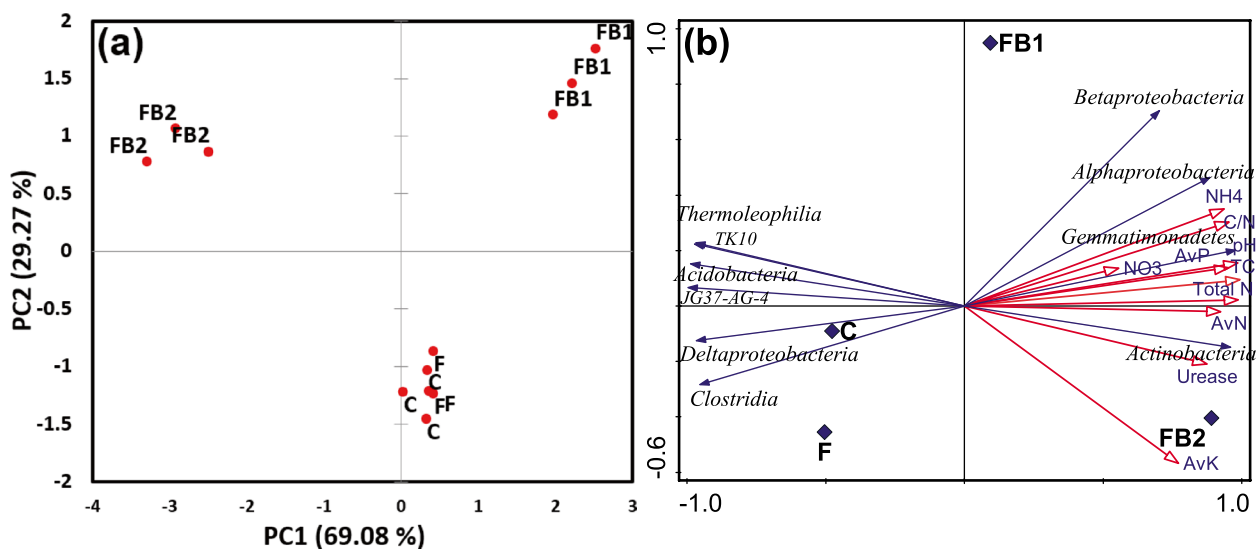 (a)
2
1.5
1
0.5
0
-0.5
-1
-1.5
-2
PC2 (29.27 %)
-4
-3
-2
-1
0
1
2
3
PC1 (69.08 %)
FB1
FB1
FB1
FB2
FB2
FB2
F
C
C
F
F
C
(b)
1.0
-0.6
-1.0
1.0
FB1
Betaproteobacteria
Alphaproteobacteria
NH4
C/N
Gemmatimonadetes
pH
AvP
NO3
TC
Total N
AvN
Actinobacteria
Urease
FB2
AvK
Thermoleophilia
TK10
Acidobacteria
JG37-AG-4
C
Deltaproteobacteria
Clostridia
F